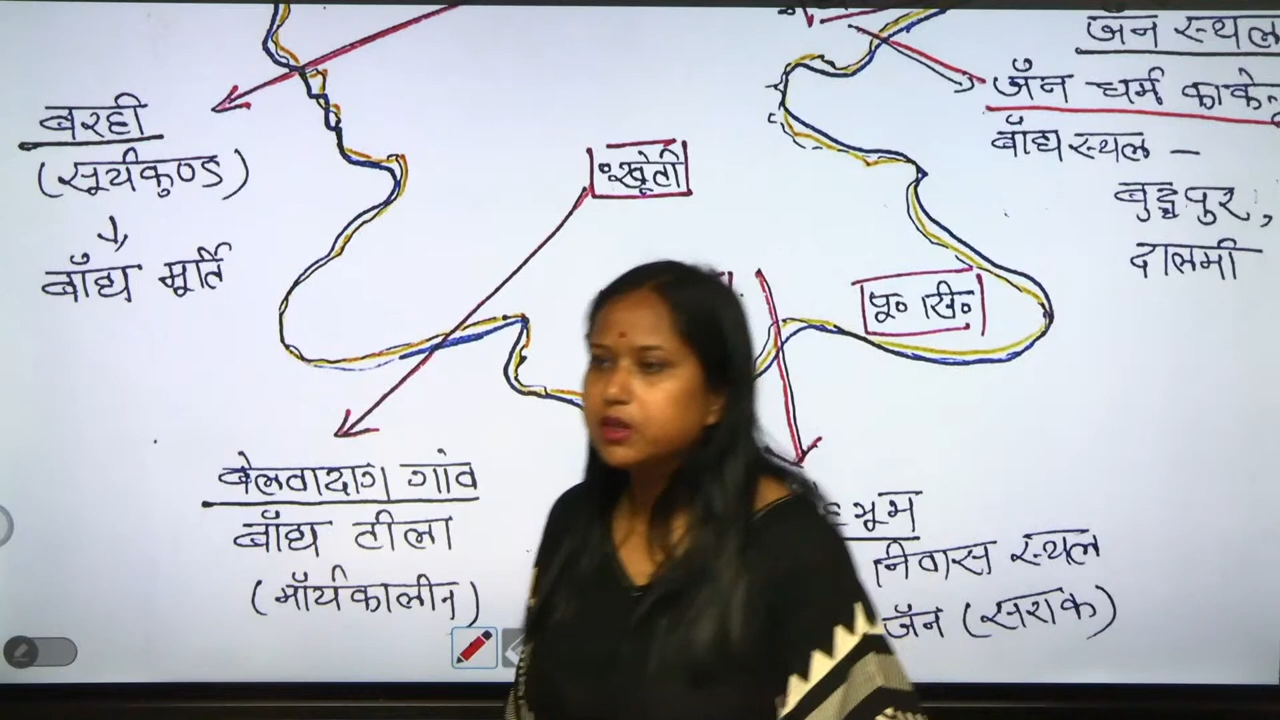 बरही
(सूर्यकुण्ड)
बौद्य मूर्ति
खूंटी
बेलवादाग गांव
बौद्य टीला
(मौर्यकालीन)
जैन स्थल
जैन धर्म का केन्
बौद्य स्थल –
बुद्धपुर,
दालमी
पू० सिं०
ह भूम
निवास स्थल
जैन (सराक)